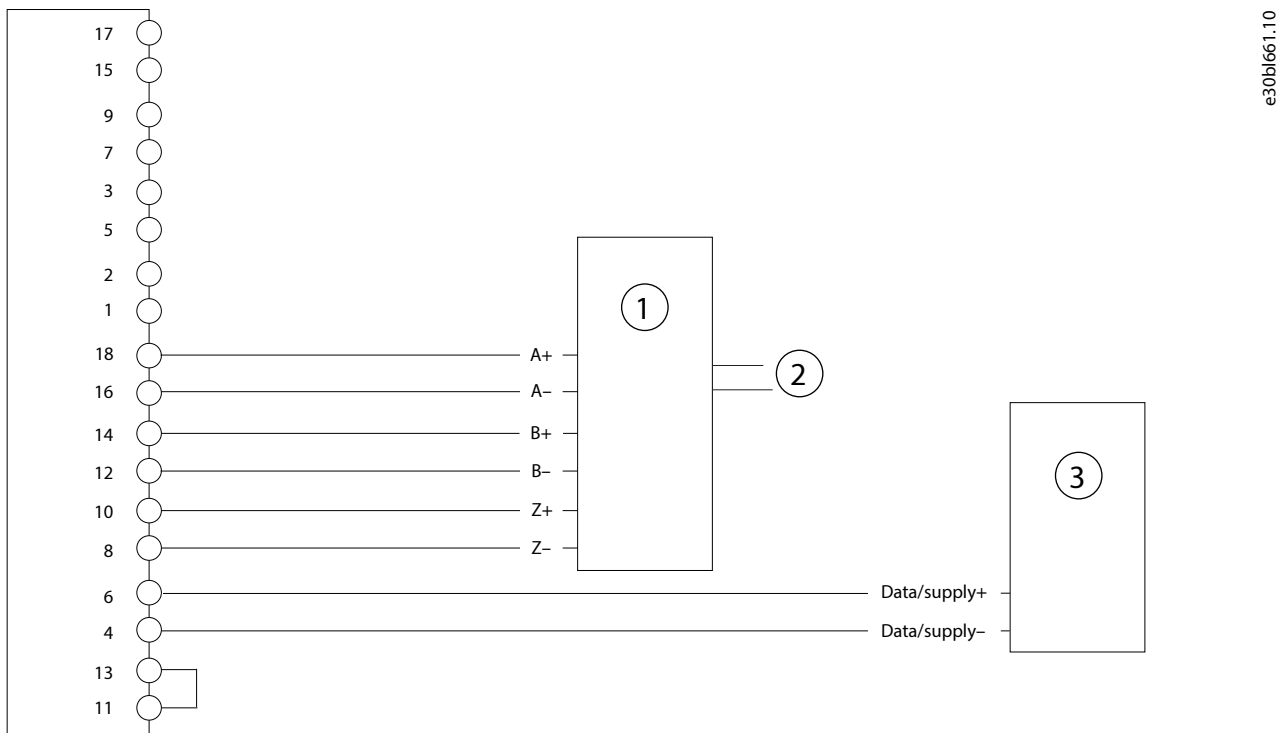 e30bl661.10
17
15
9
7
3
5
2
1
18 A+
16 A–
14 B+
12 B–
10 Z+
8 Z–
6 Data/supply+
4 Data/supply–
13
11
1
2
3